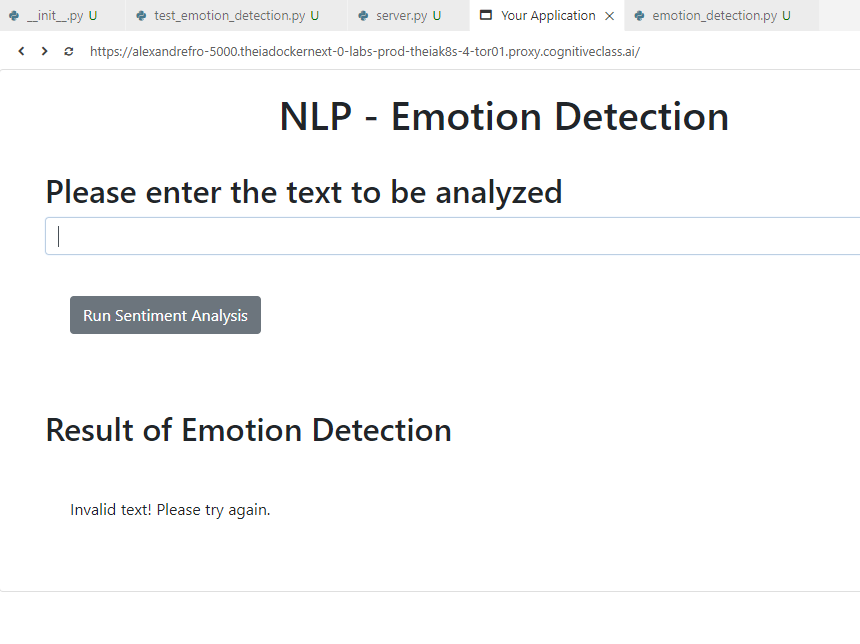 __init__.py U test_emotion_detection.py U server.py U Your Application emotion_detection.py U
https://alexandrefro-5000.theiadockernext-0-labs-prod-theiak8s-4-tor01.proxy.cognitiveclass.ai/
NLP - Emotion Detection
Please enter the text to be analyzed
Run Sentiment Analysis
Result of Emotion Detection
Invalid text! Please try again.